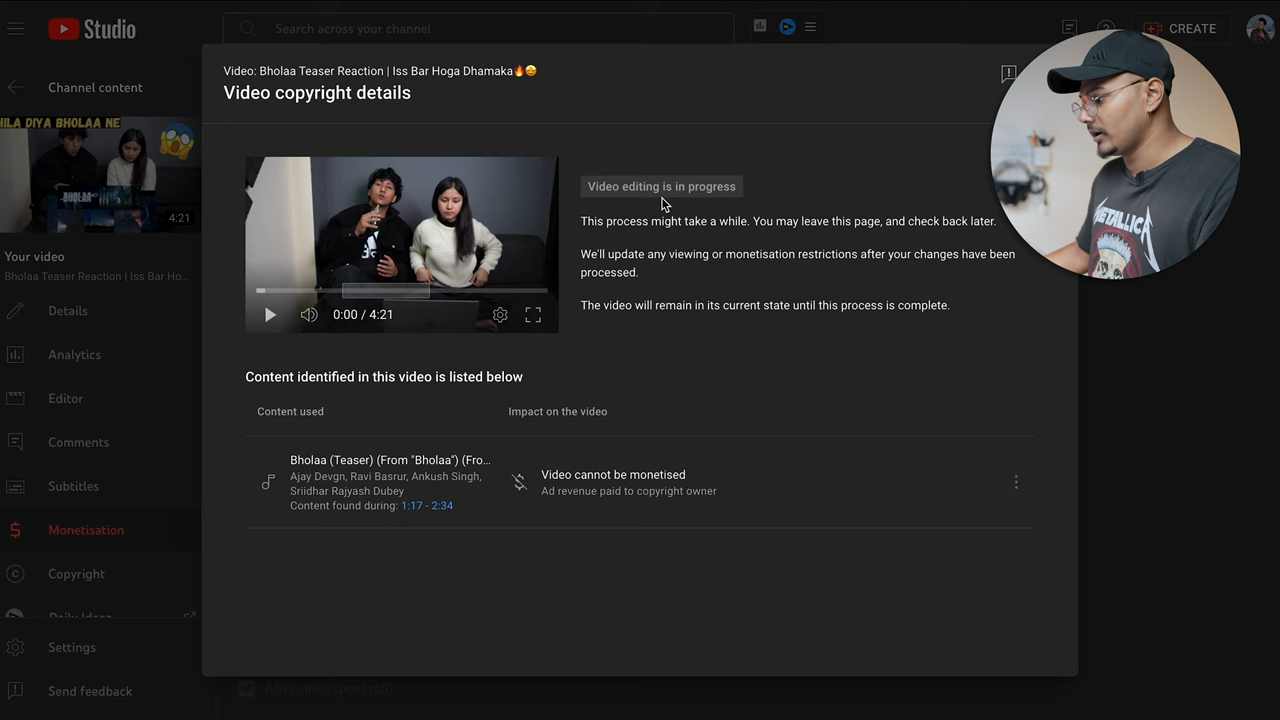 Studio
Search across your channel
CREATE
Video: Bholaa Teaser Reaction | Iss Bar Hoga Dhamaka🔥🤩
Video copyright details
Channel content
HILA DIYA BHOLAA NE
BHOLAA
4:21
Your video
Bholaa Teaser Reaction | Iss Bar Ho...
Details
Analytics
Editor
Comments
Subtitles
Monetisation
Copyright
Daily Ideas
Settings
Send feedback
0:00 / 4:21
Video editing is in progress
This process might take a while. You may leave this page, and check back later.
We'll update any viewing or monetisation restrictions after your changes have been
processed.
The video will remain in its current state until this process is complete.
Content identified in this video is listed below
Content used
Impact on the video
Bholaa (Teaser) (From "Bholaa") (Fro...
Ajay Devgn, Ravi Basrur, Ankush Singh,
Sriidhar Rajyash Dubey
Content found during: 1:17 - 2:34
Video cannot be monetised
Ad revenue paid to copyright owner
After video (post-roll)
METALLICA